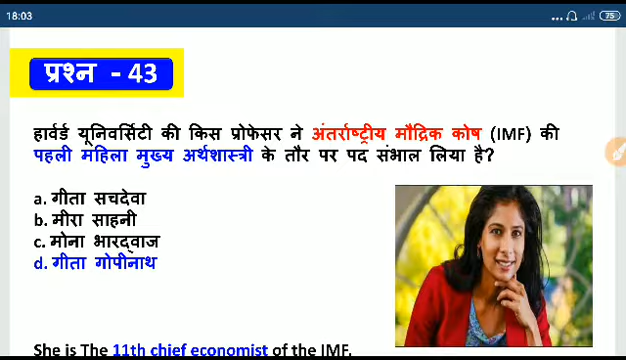 18:03
75
प्रश्न - 43
हार्वर्ड यूनिवर्सिटी की किस प्रोफेसर ने अंतर्राष्ट्रीय मौद्रिक कोष (IMF) की
पहली महिला मुख्य अर्थशास्त्री के तौर पर पद संभाल लिया है?
a. गीता सचदेवा
b. मीरा साहनी
c. मोना भारद्वाज
d. गीता गोपीनाथ
She is The 11th chief economist of the IMF.